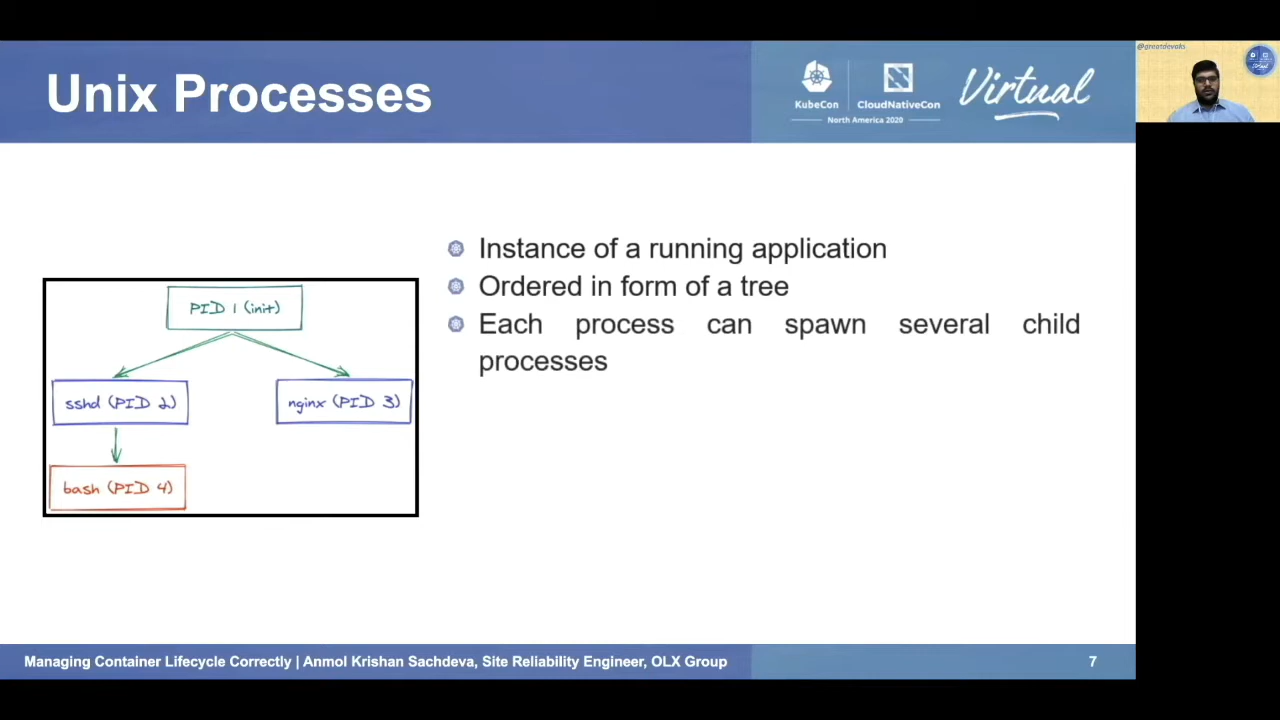 Unix Processes
KubeCon
CloudNativeCon
North America 2020
Virtual
@greatdevaks
Instance of a running application
Ordered in form of a tree
Each process can spawn several child
processes
PID 1 (init)
sshd (PID 2)
nginx (PID 3)
bash (PID 4)
Managing Container Lifecycle Correctly | Anmol Krishan Sachdeva, Site Reliability Engineer, OLX Group
7